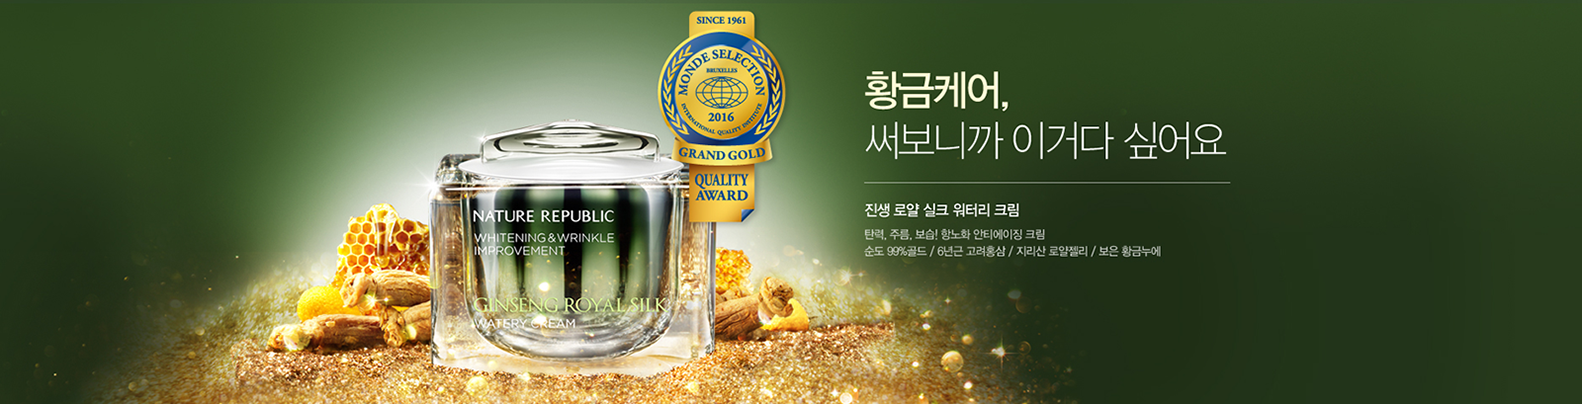 SINCE 1961
MONDE SELECTION
BRUXELLES
2016
INTERNATIONAL QUALITY INSTITUTE
GRAND GOLD
QUALITY
AWARD
NATURE REPUBLIC
WHITENING & WRINKLE
IMPROVEMENT
GINSENG ROYAL SILK
WATERY CREAM
황금케어,
써보니까 이거다 싶어요
진생 로얄 실크 워터리 크림
탄력, 주름, 보습! 항노화 안티에이징 크림
순도 99%골드 / 6년근 고려홍삼 / 지리산 로얄젤리 / 보은 황금누에